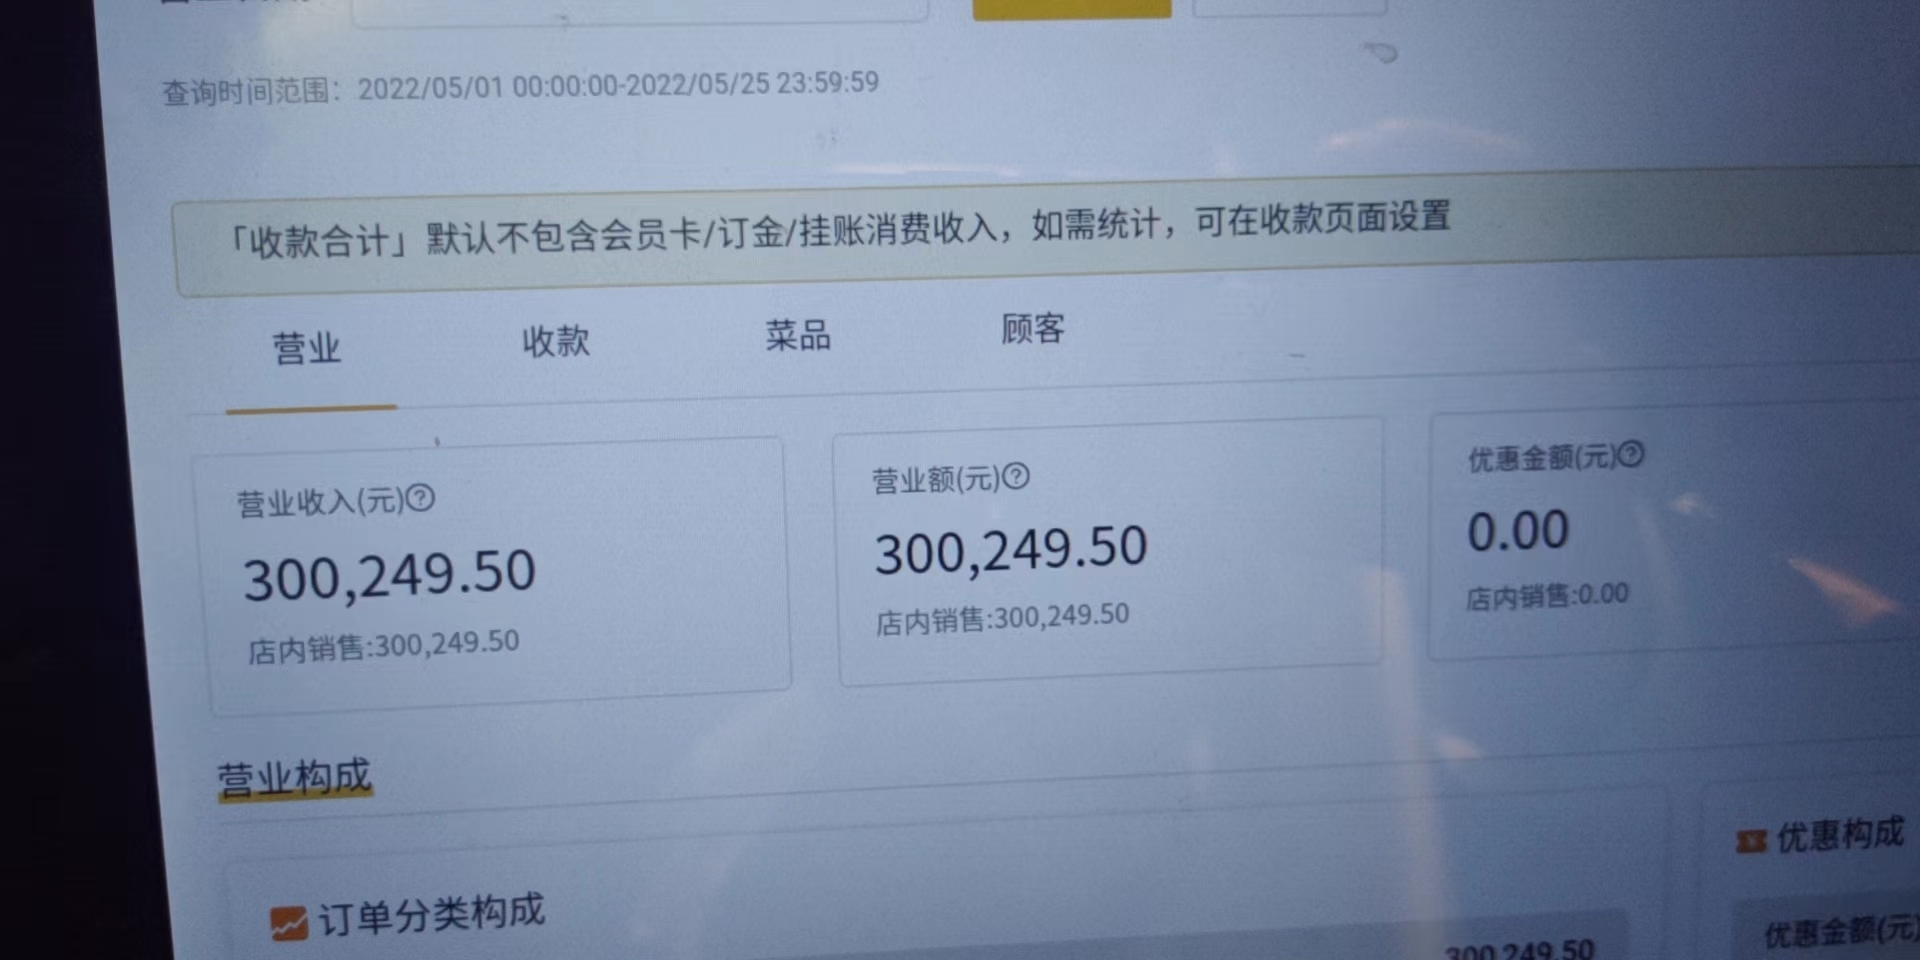 查询时间范围：2022/05/01 00:00:00-2022/05/25 23:59:59
「收款合计」默认不包含会员卡/订金/挂账消费收入，如需统计，可在收款页面设置
营业 收款 菜品 顾客
营业收入(元)?
300,249.50
店内销售:300,249.50
营业额(元)?
300,249.50
店内销售:300,249.50
优惠金额(元)?
0.00
店内销售:0.00
营业构成
订单分类构成
300,249.50
优惠构成
优惠金额(元)